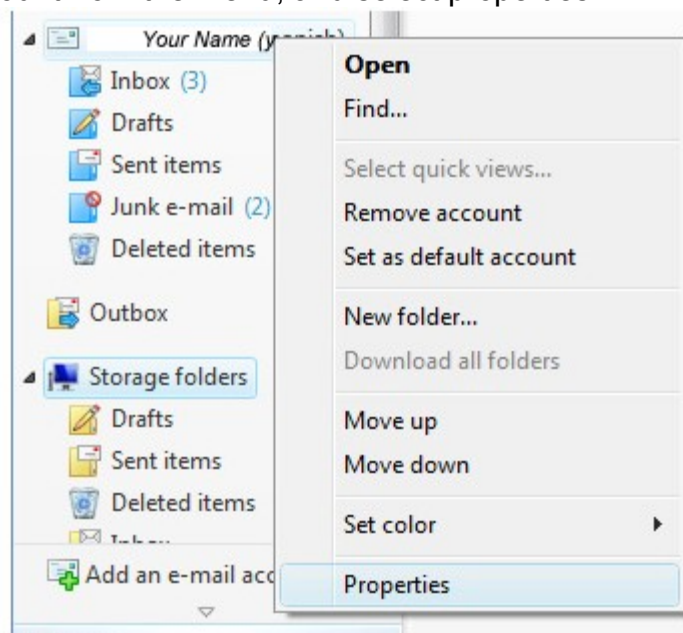 Your Name
Inbox (3)
Drafts
Sent items
Junk e-mail (2)
Deleted items
Outbox
Storage folders
Drafts
Sent items
Deleted items
Inbox
Add an e-mail
Open
Find...
Select quick views...
Remove account
Set as default account
New folder...
Download all folders
Move up
Move down
Set color
Properties